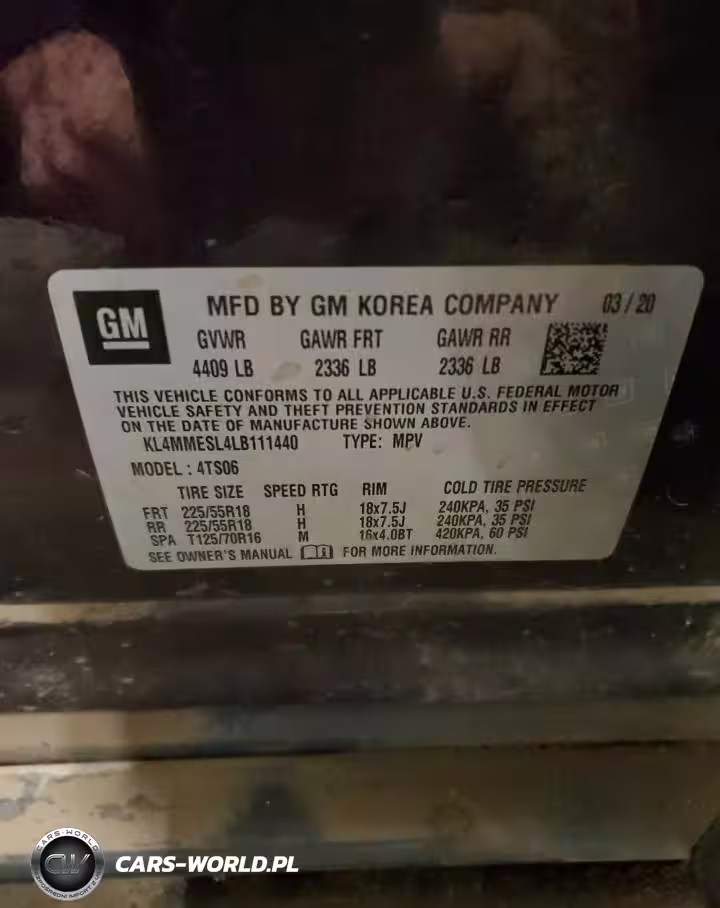 GM
MFD BY GM KOREA COMPANY 03/20
GVWR GAWR FRT GAWR RR
4409 LB 2336 LB 2336 LB
THIS VEHICLE CONFORMS TO ALL APPLICABLE U.S. FEDERAL MOTOR
VEHICLE SAFETY AND THEFT PREVENTION STANDARDS IN EFFECT
ON THE DATE OF MANUFACTURE SHOWN ABOVE.
KL4MMESL4LB111440 TYPE: MPV
MODEL : 4TS06
TIRE SIZE SPEED RTG RIM COLD TIRE PRESSURE
FRT 225/55R18 H 18x7.5J 240KPA, 35 PSI
RR 225/55R18 H 18x7.5J 240KPA, 35 PSI
SPA T125/70R16 M 16x4.0BT 420KPA, 60 PSI
SEE OWNER'S MANUAL FOR MORE INFORMATION.
CARS-WORLD
CW
CARS-WORLD.PL